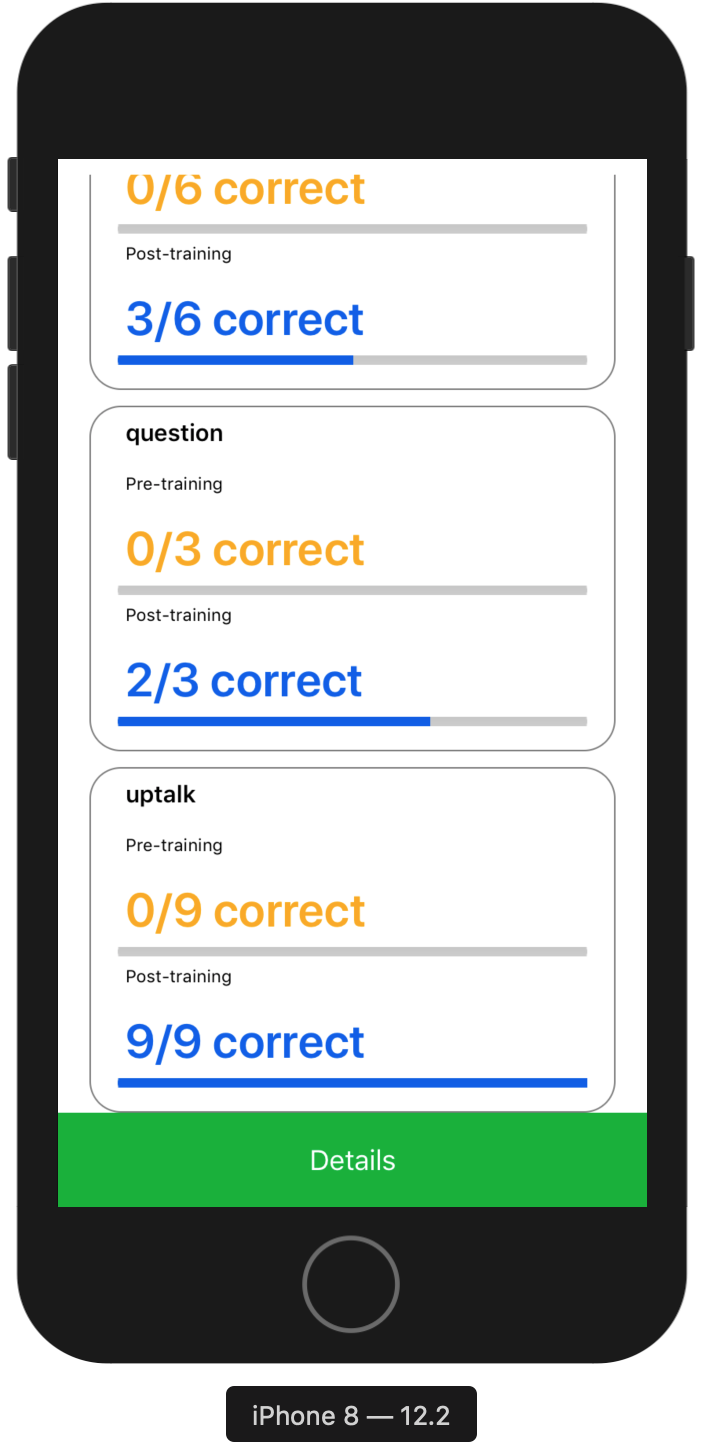 0/6 correct
Post-training
3/6 correct
question
Pre-training
0/3 correct
Post-training
2/3 correct
uptalk
Pre-training
0/9 correct
Post-training
9/9 correct
Details
iPhone 8 — 12.2